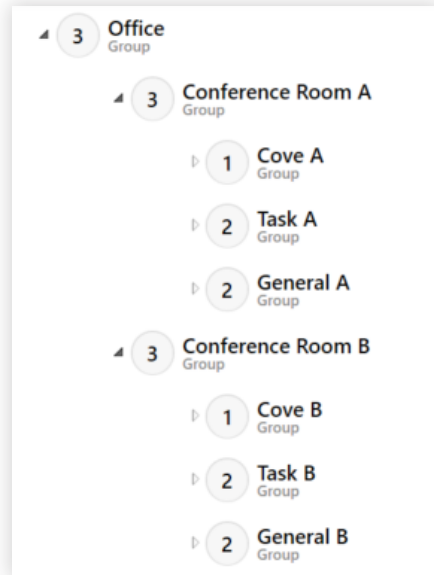 3 Office
Group
3 Conference Room A
Group
1 Cove A
Group
2 Task A
Group
2 General A
Group
3 Conference Room B
Group
1 Cove B
Group
2 Task B
Group
2 General B
Group